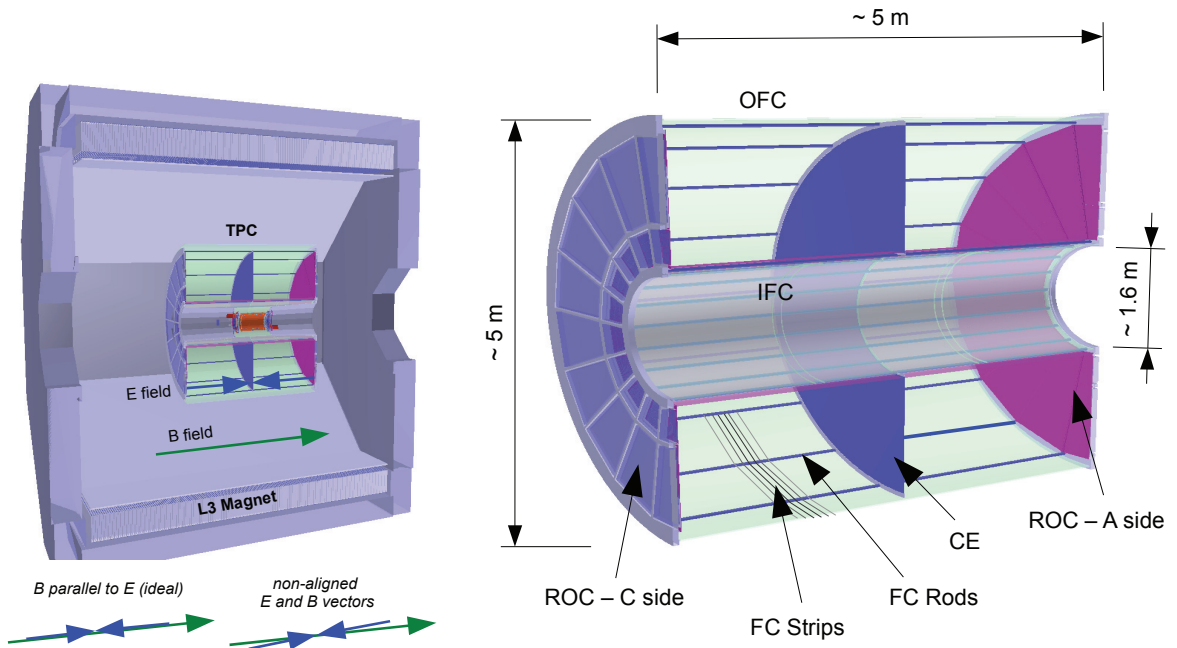 TPC
E field
B field
L3 Magnet
B parallel to E (ideal)
non-aligned
E and B vectors
~ 5 m
OFC
~ 5 m
IFC
~ 1.6 m
ROC – A side
CE
FC Rods
ROC – C side
FC Strips